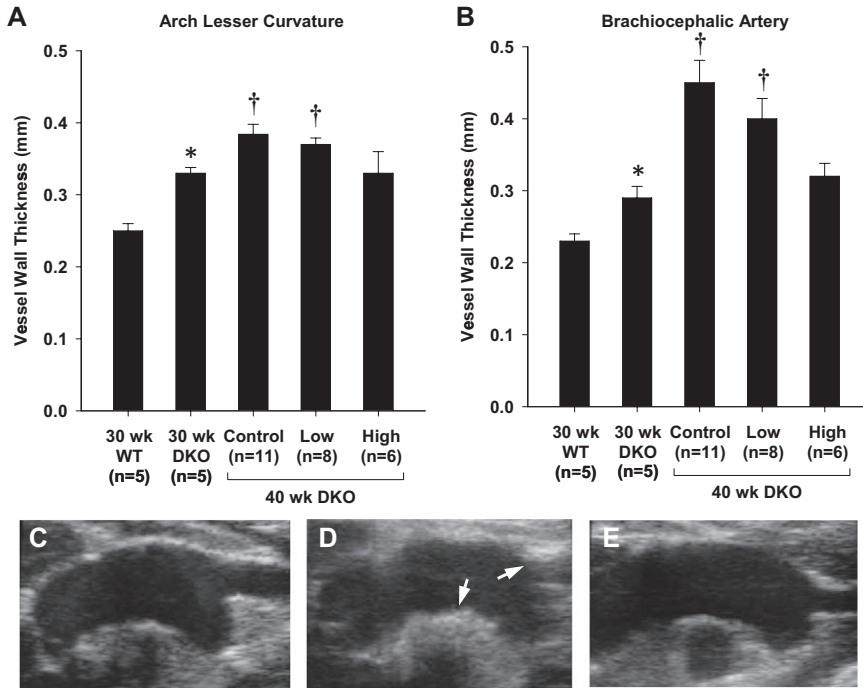 A
Arch Lesser Curvature
Vessel Wall Thickness (mm)
0.5
0.4
0.3
0.2
0.1
0.0
*
†
†
30 wk WT (n=5)
30 wk DKO (n=5)
Control (n=11)
Low (n=8)
High (n=6)
40 wk DKO
B
Brachiocephalic Artery
Vessel Wall Thickness (mm)
0.5
0.4
0.3
0.2
0.1
0.0
*
†
†
30 wk WT (n=5)
30 wk DKO (n=5)
Control (n=11)
Low (n=8)
High (n=6)
40 wk DKO
C
D
E